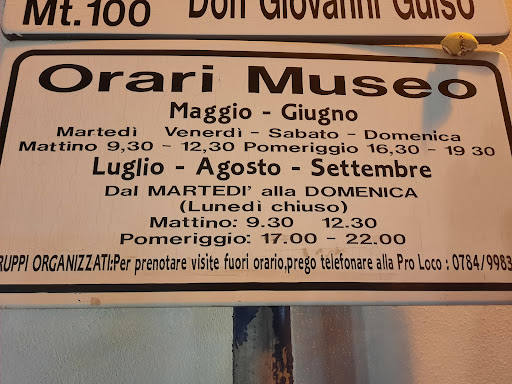 Mt.100 Don Giovanni Guiso
Orari Museo
Maggio - Giugno
Martedì Venerdì - Sabato - Domenica
Mattino 9,30 - 12,30 Pomeriggio 16,30 - 19 30
Luglio - Agosto - Settembre
Dal MARTEDI' alla DOMENICA
(Lunedì chiuso)
Mattino: 9.30 12.30
Pomeriggio: 17.00 - 22.00
RUPPI ORGANIZZATI:Per prenotare visite fuori orario,prego telefonare alla Pro Loco : 0784/9983